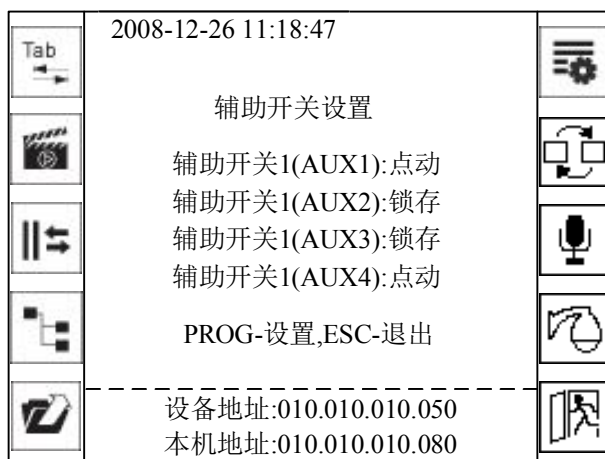 Tab
2008-12-26 11:18:47
辅助开关设置
辅助开关1(AUX1):点动
辅助开关1(AUX2):锁存
辅助开关1(AUX3):锁存
辅助开关1(AUX4):点动
PROG-设置,ESC-退出
设备地址:010.010.010.050
本机地址:010.010.010.080